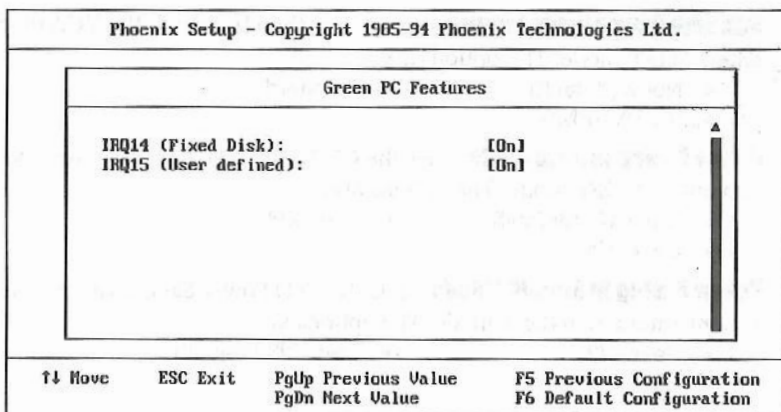 Phoenix Setup - Copyright 1985-94 Phoenix Technologies Ltd.
Green PC Features
IRQ14 (Fixed Disk): [On]
IRQ15 (User defined): [On]
↑↓ Move ESC Exit PgUp Previous Value F5 Previous Configuration
PgDn Next Value F6 Default Configuration